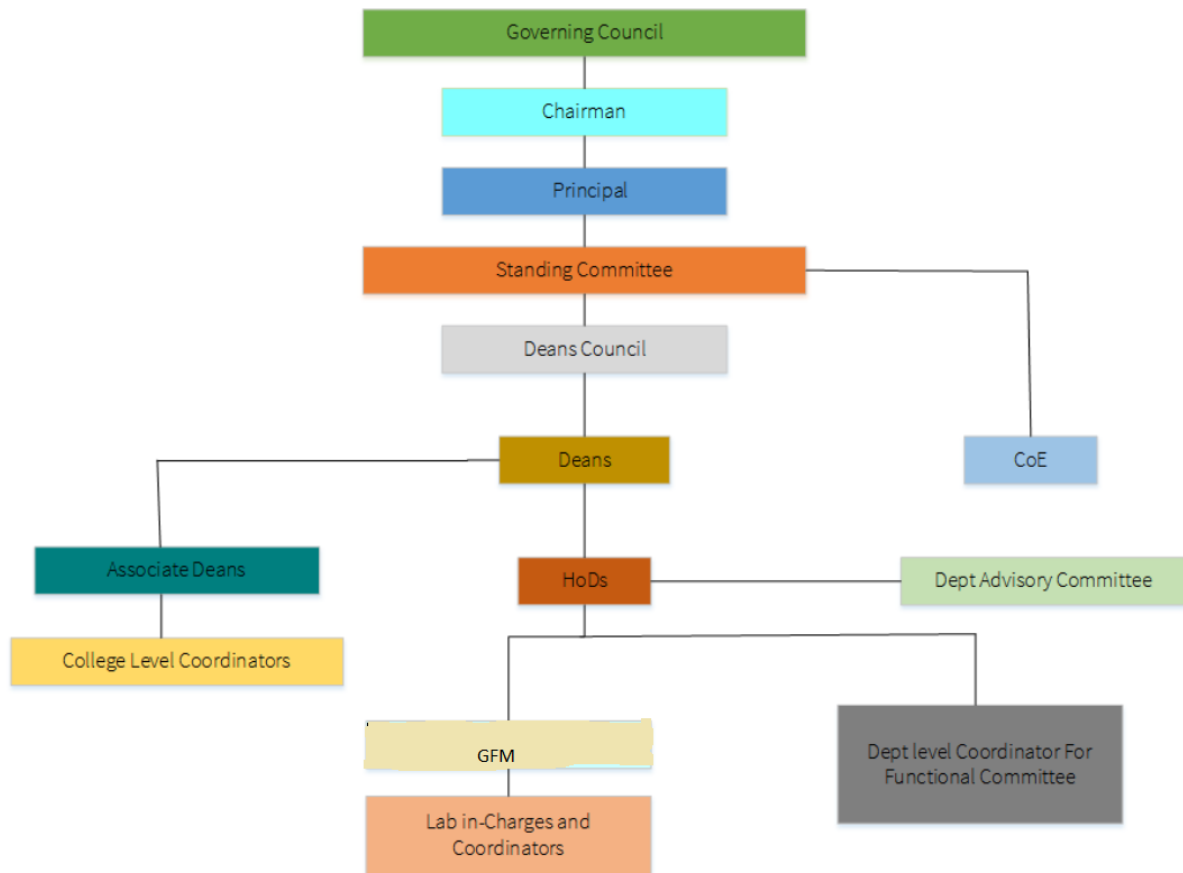 Governing Council
Chairman
Principal
Standing Committee
Deans Council
Deans
CoE
Associate Deans
HoDs
Dept Advisory Committee
College Level Coordinators
GFM
Dept level Coordinator For
Functional Committee
Lab in-Charges and
Coordinators